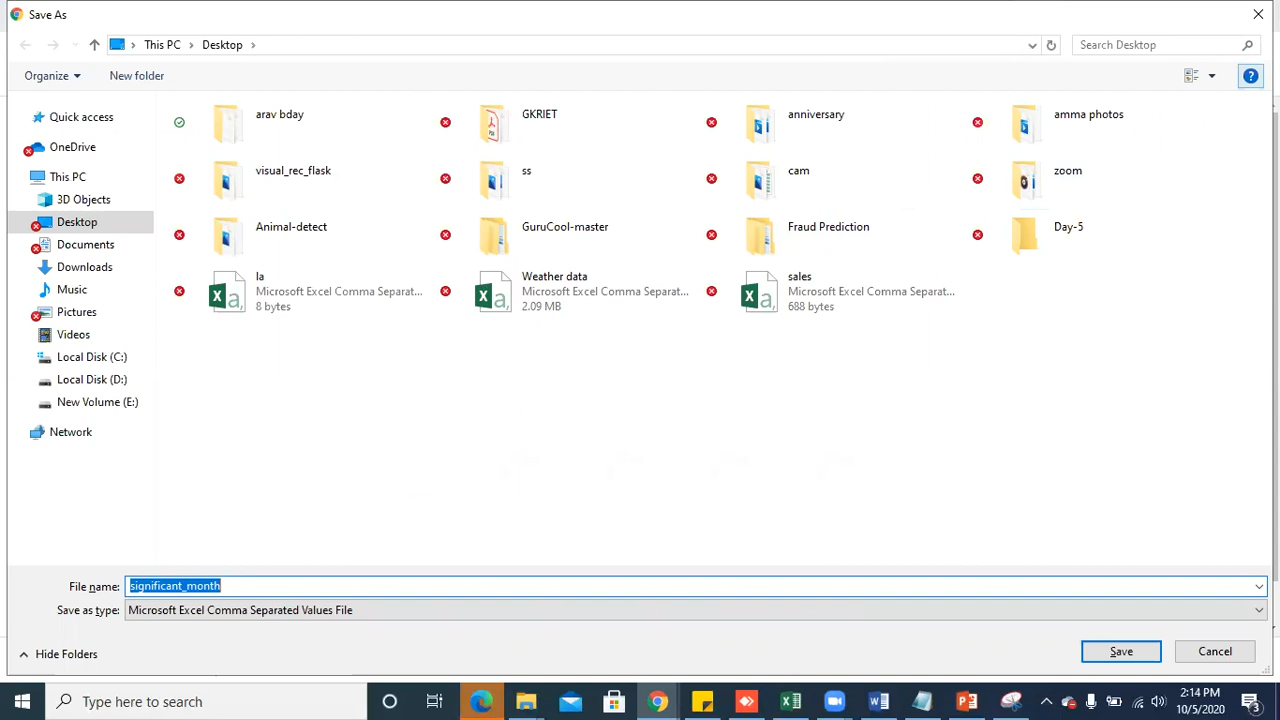 Save As
This PC > Desktop >
Search Desktop
Organize
New folder
Quick access
OneDrive
This PC
3D Objects
Desktop
Documents
Downloads
Music
Pictures
Videos
Local Disk (C:)
Local Disk (D:)
New Volume (E:)
Network
arav bday
GKRIET
anniversary
amma photos
visual_rec_flask
ss
cam
zoom
Animal-detect
GuruCool-master
Fraud Prediction
Day-5
la
Microsoft Excel Comma Separat...
8 bytes
Weather data
Microsoft Excel Comma Separat...
2.09 MB
sales
Microsoft Excel Comma Separat...
688 bytes
File name: significant_month
Save as type: Microsoft Excel Comma Separated Values File
Hide Folders
Save
Cancel
Type here to search
2:14 PM
10/5/2020
3